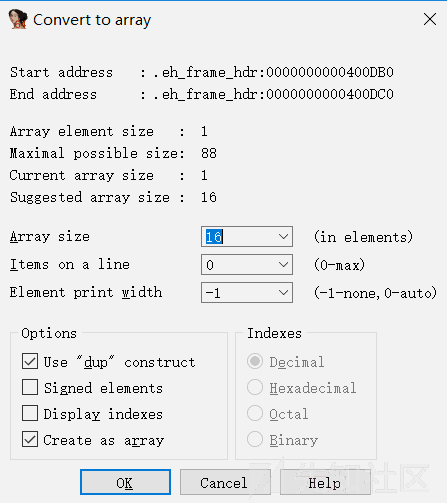 Convert to array
Start address : .eh_frame_hdr:0000000000400DB0
End address : .eh_frame_hdr:0000000000400DC0
Array element size : 1
Maximal possible size: 88
Current array size : 1
Suggested array size : 16
Array size 16 (in elements)
Items on a line 0 (0-max)
Element print width -1 (-1-none,0-auto)
Options
Use "dup" construct
Signed elements
Display indexes
Create as array
Indexes
Decimal
Hexadecimal
Octal
Binary
OK Cancel Help